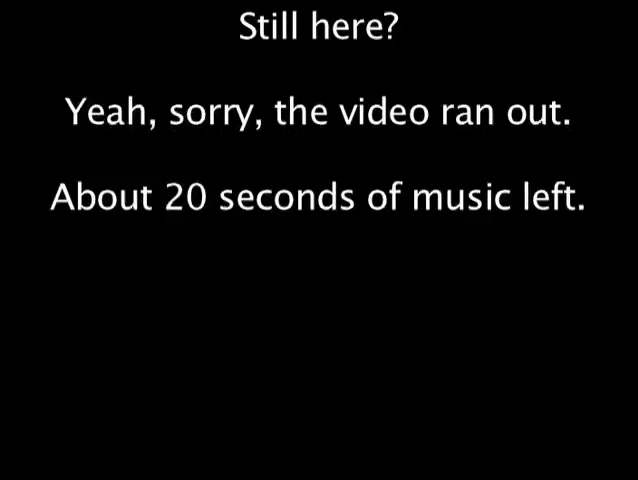 Still here?
Yeah, sorry, the video ran out.
About 20 seconds of music left.